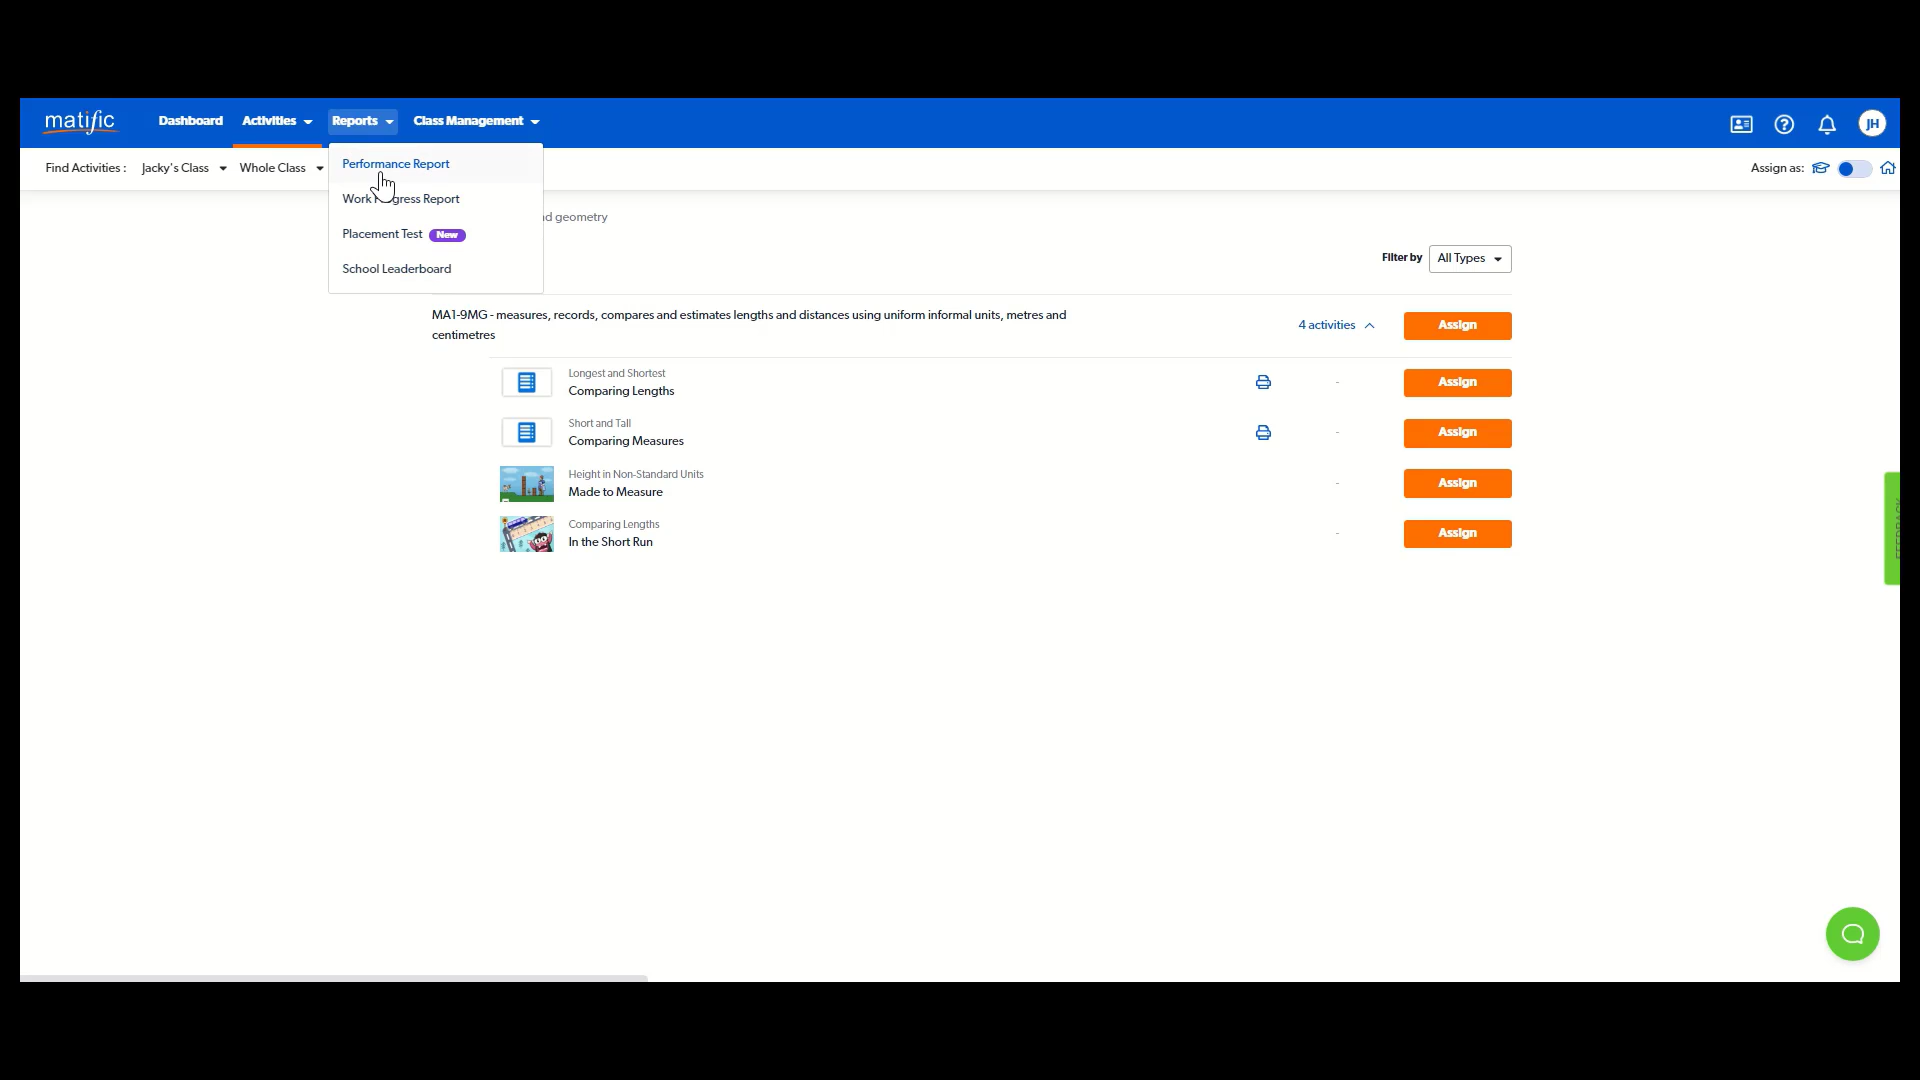 matific
Dashboard
Activities
Reports
Class Management
JH
Find Activities :
Jacky's Class
Whole Class
Assign as:
Performance Report
Work Progress Report
Placement Test New
School Leaderboard
nd geometry
Filter by
All Types
MA1-9MG - measures, records, compares and estimates lengths and distances using uniform informal units, metres and
centimetres
4 activities
Assign
Longest and Shortest
Comparing Lengths
-
Assign
Short and Tall
Comparing Measures
-
Assign
Height in Non-Standard Units
Made to Measure
-
Assign
Comparing Lengths
In the Short Run
-
Assign
FEEDBACK